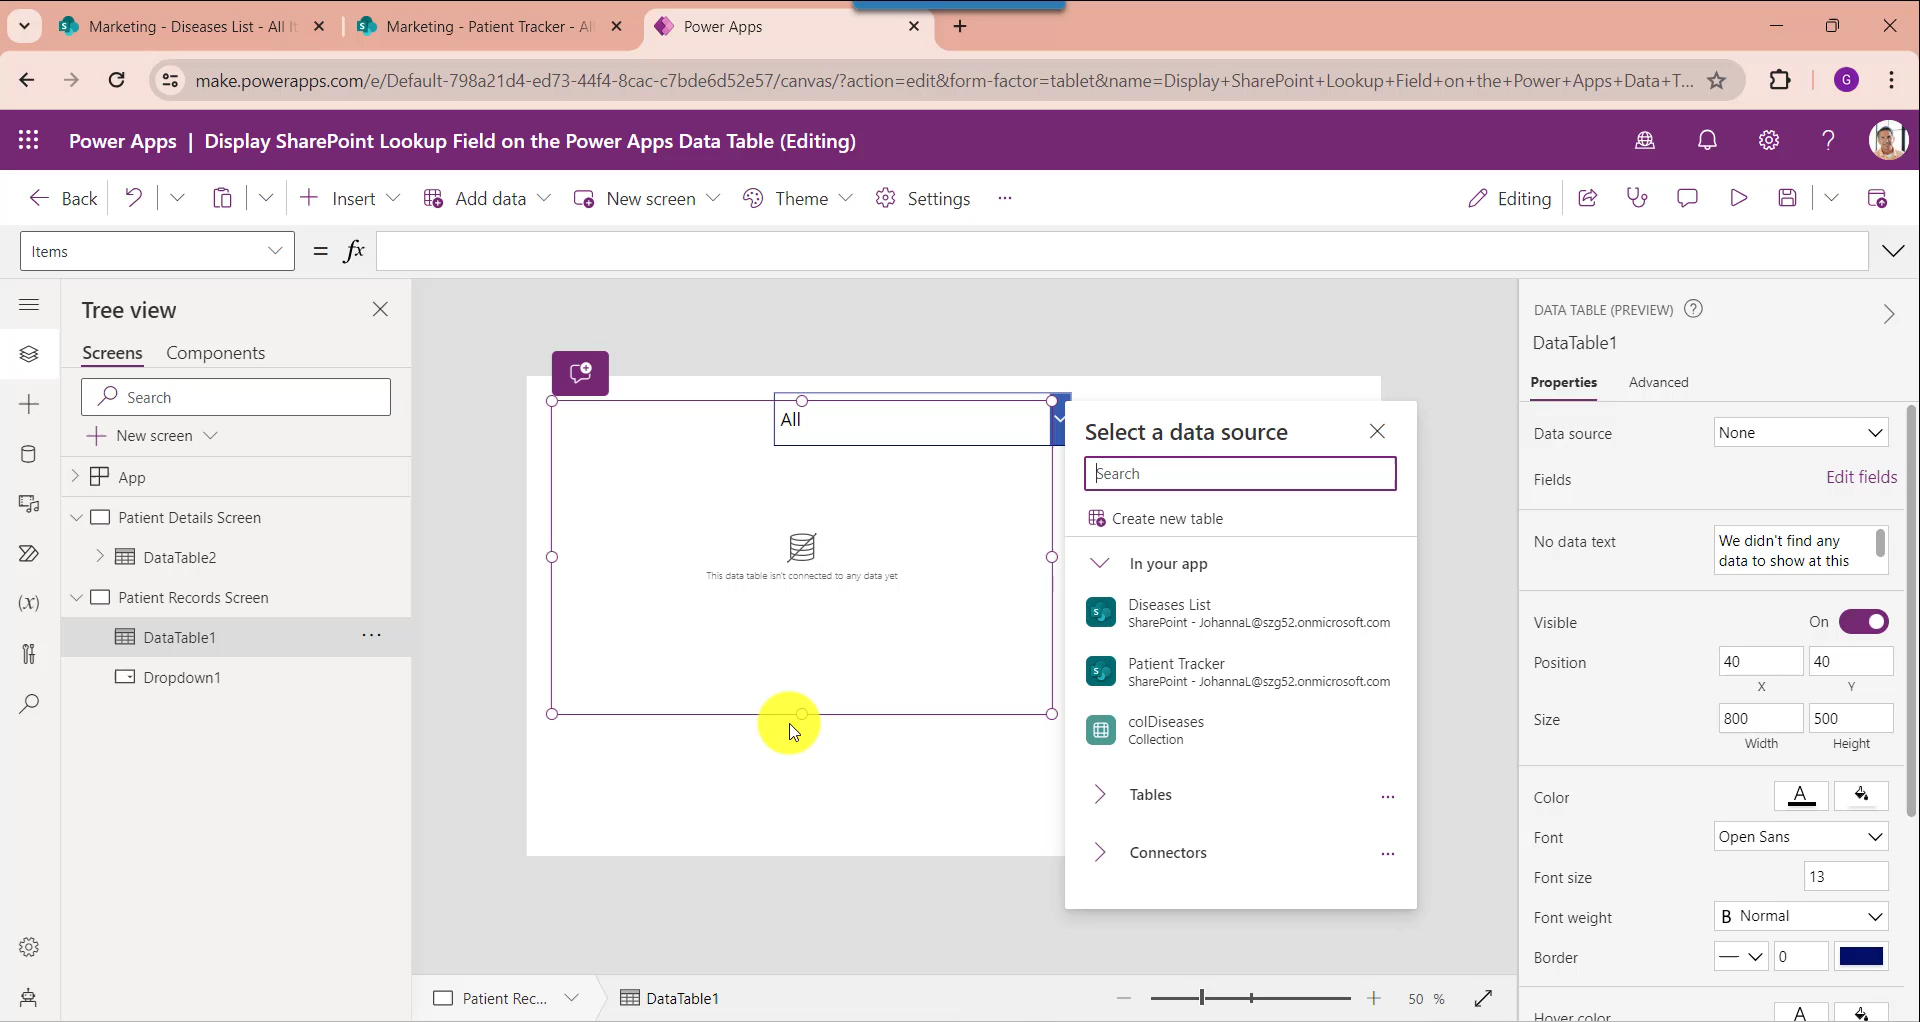 Marketing - Diseases List - All It
Marketing - Patient Tracker - All
Power Apps
make.powerapps.com/e/Default-798a21d4-ed73-44f4-8cac-c7bde6d52e57/canvas/?action=edit&form-factor=tablet&name=Display+SharePoint+Lookup+Field+on+the+Power+Apps+Data+T...
G
Power Apps | Display SharePoint Lookup Field on the Power Apps Data Table (Editing)
Back
Insert
Add data
New screen
Theme
Settings
...
Editing
Items
= fx
Tree view
Screens
Components
Search
New screen
App
Patient Details Screen
DataTable2
Patient Records Screen
DataTable1
...
Dropdown1
All
This data table isn't connected to any data yet
Select a data source
Search
Create new table
In your app
Diseases List
SharePoint - JohannaL@szg52.onmicrosoft.com
Patient Tracker
SharePoint - JohannaL@szg52.onmicrosoft.com
colDiseases
Collection
Tables
...
Connectors
...
DATA TABLE (PREVIEW)
DataTable1
Properties
Advanced
Data source
None
Fields
Edit fields
No data text
We didn't find any
data to show at this
Visible
On
Position
40
40
X
Y
Size
800
500
Width
Height
Color
A
Font
Open Sans
Font size
13
Font weight
B Normal
Border
0
Hover color
A
Patient Rec...
DataTable1
50 %